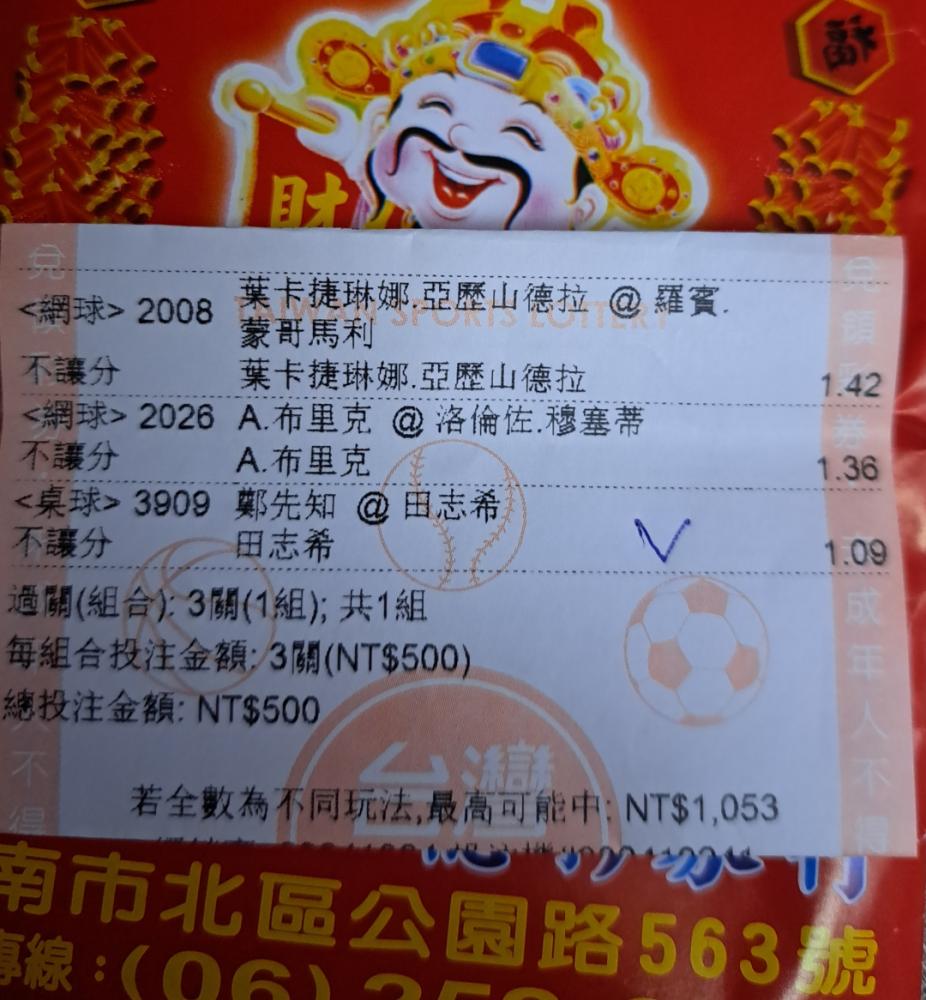 福
財
TAIWAN SPORTS LOTTERY
<網球> 2008 葉卡捷琳娜.亞歷山德拉 @ 羅賓.
蒙哥馬利
不讓分 葉卡捷琳娜.亞歷山德拉 1.42
<網球> 2026 A.布里克 @ 洛倫佐.穆塞蒂
不讓分 A.布里克 1.36
<桌球> 3909 鄭先知 @ 田志希
不讓分 田志希 1.09
過關(組合): 3關(1組); 共1組
每組合投注金額: 3關(NT$500)
總投注金額: NT$500
台灣
若全數為不同玩法,最高可能中: NT$1,053
南市北區公園路563號
專線:(06)